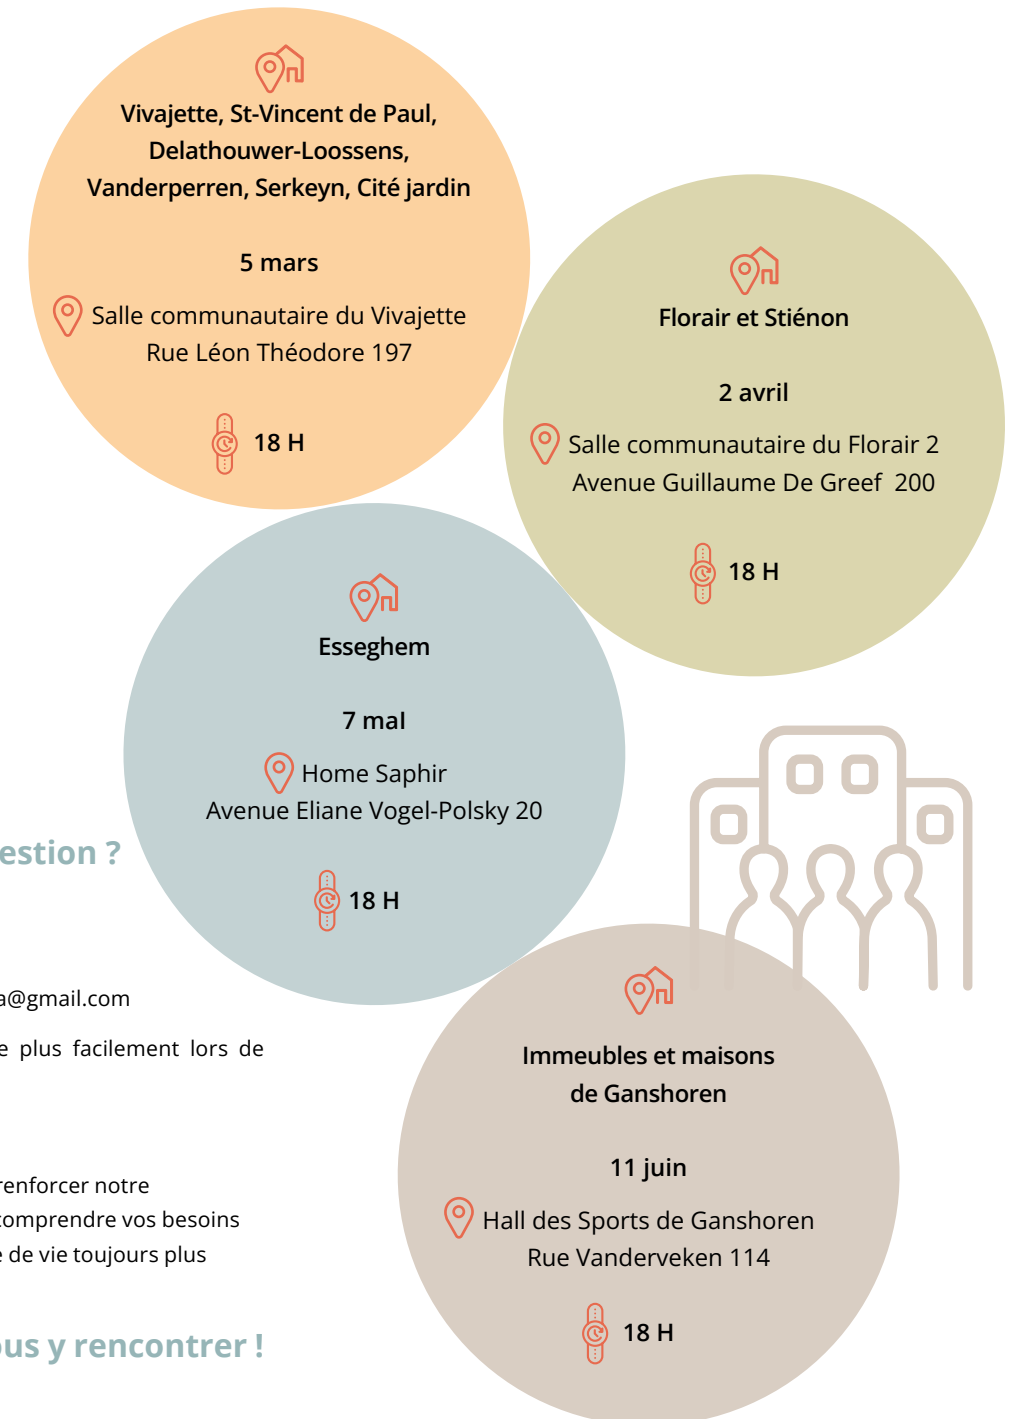 Vivajette, St-Vincent de Paul,
Delathouwer-Loossens,
Vanderperren, Serkeyn, Cité jardin
5 mars
Salle communautaire du Vivajette
Rue Léon Théodore 197
18 H
Florair et Stiénon
2 avril
Salle communautaire du Florair 2
Avenue Guillaume De Greef 200
18 H
Esseghem
7 mal
Home Saphir
Avenue Eliane Vogel-Polsky 20
18 H
Immeubles et maisons
de Ganshoren
11 juin
Hall des Sports de Ganshoren
Rue Vanderveken 114
18 H
estion ?
a@gmail.com
e plus facilement lors de
renforcer notre
comprendre vos besoins
e de vie toujours plus
ous y rencontrer !